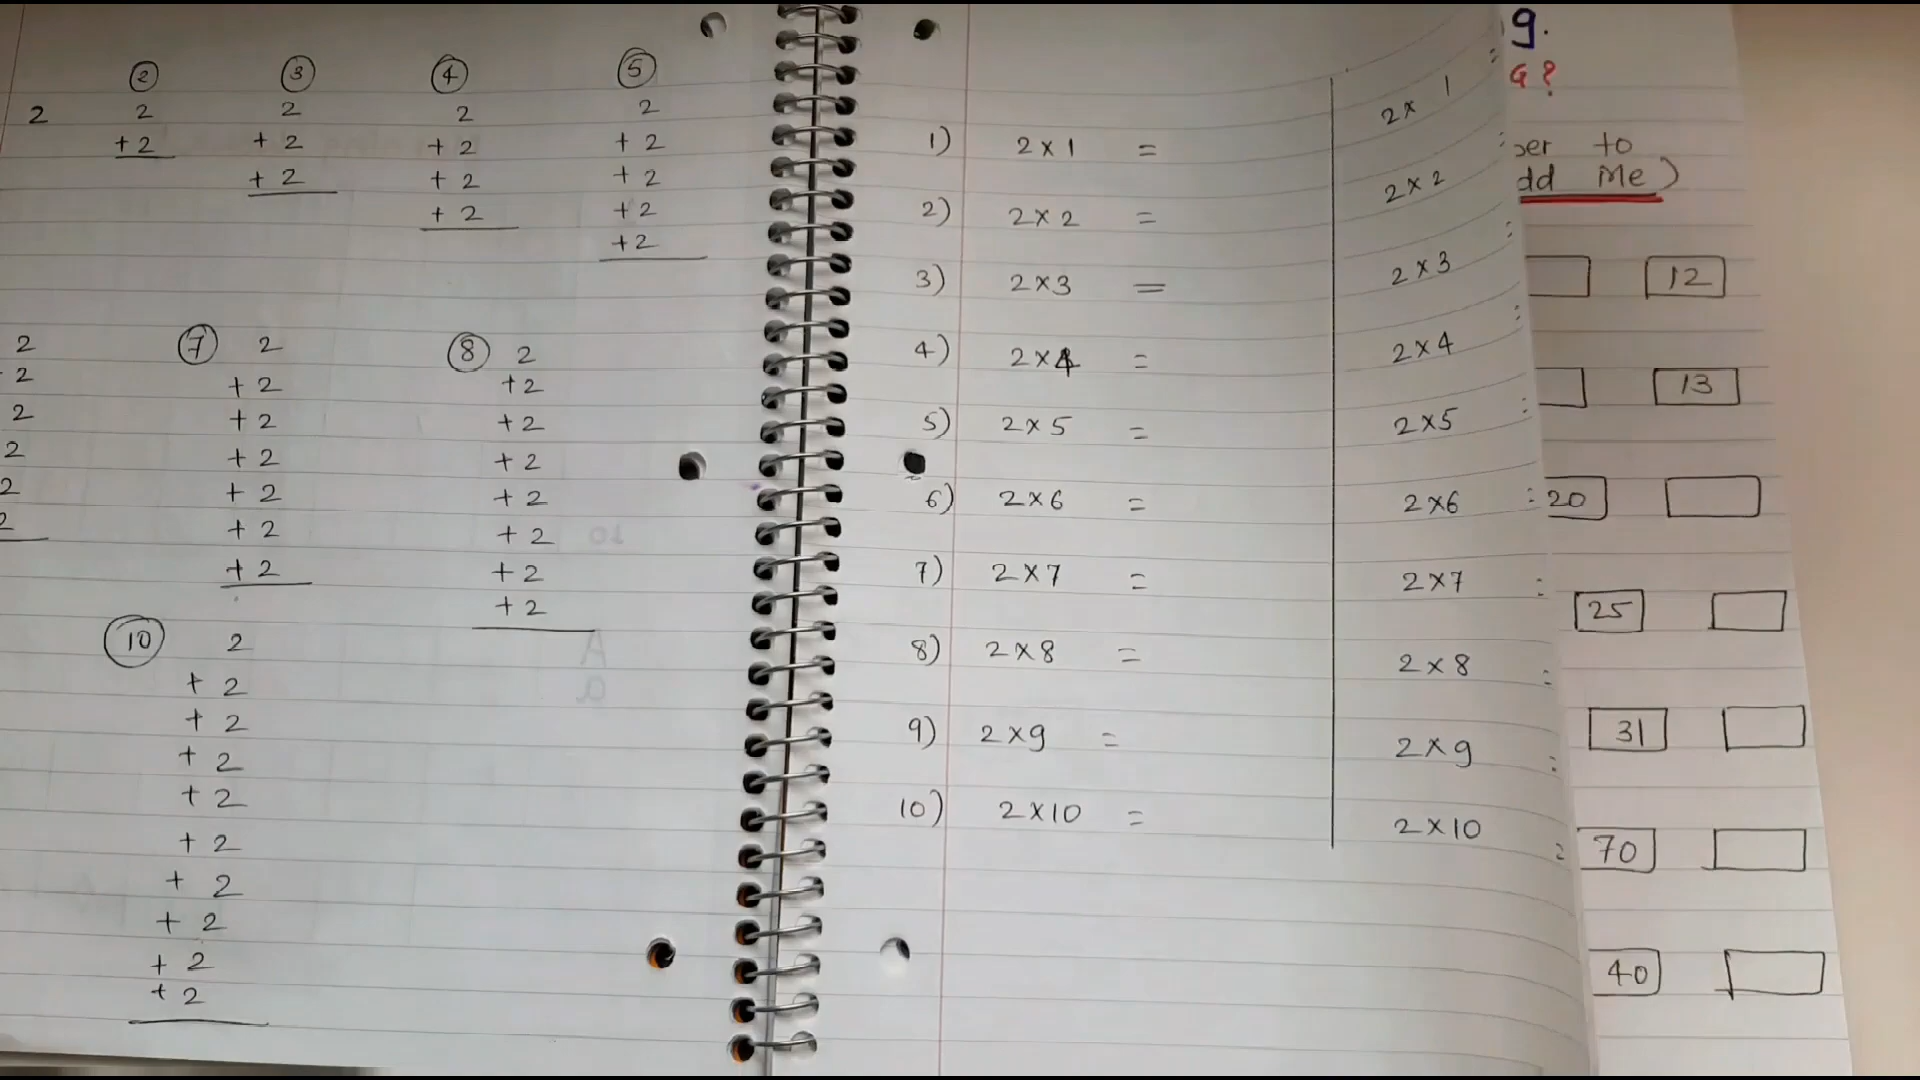 ② ③ ④ ⑤
2 2 2 2 2
+2 +2 +2 +2
+2 +2 +2
+2 +2
+2
2 ⑦ 2 ⑧ 2
2 +2 +2
2 +2 +2
2 +2 +2
2 +2 +2
2 +2 +2
+2 +2
+2
⑩ 2
+2
+2
+2
+2
+2
+2
+2
+2
+2
1) 2×1 =
2) 2×2 =
3) 2×3 =
4) 2×4 =
5) 2×5 =
6) 2×6 =
7) 2×7 =
8) 2×8 =
9) 2×9 =
10) 2×10 =
2×1 =
2×2 :
2×3 :
2×4 :
2×5 :
2×6 :
2×7 :
2×8 =
2×9 :
2×10 =
9.
G?
to
Me)
12
13
20
25
31
70
40